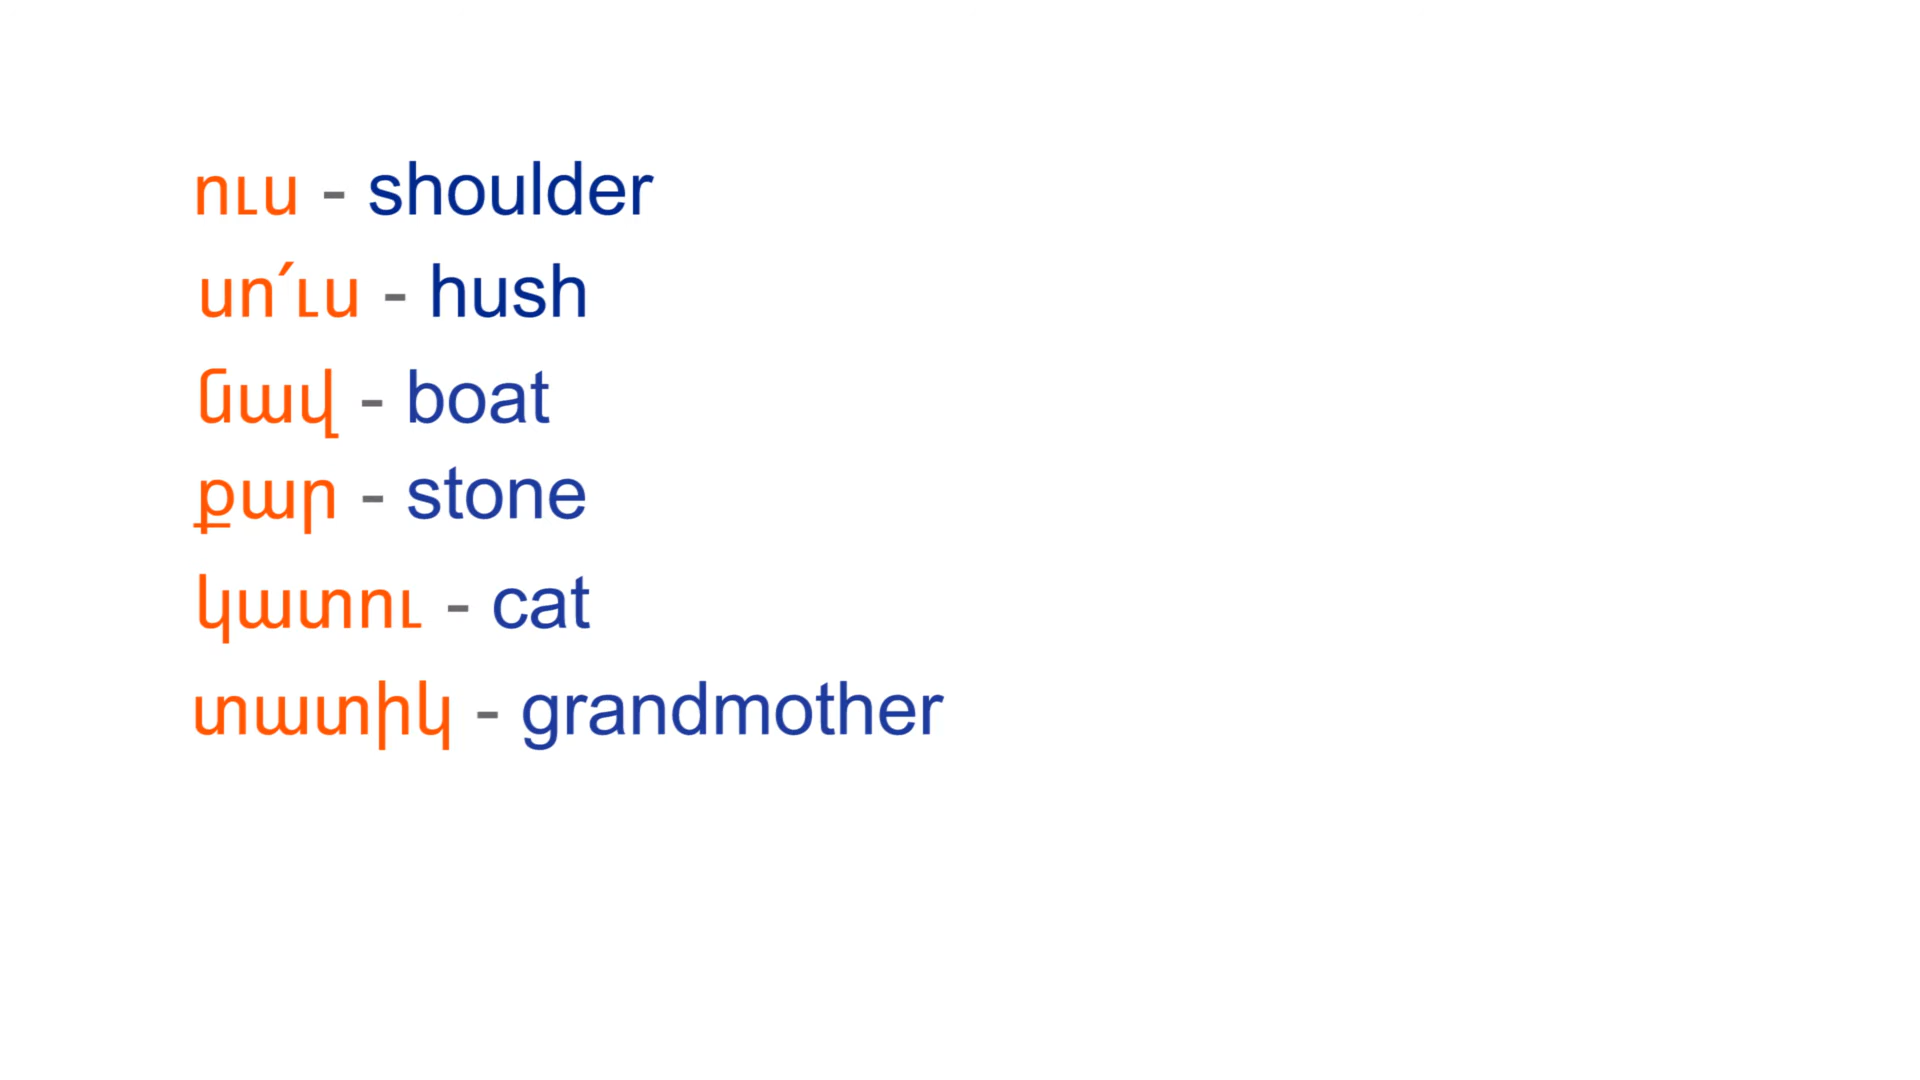 ուս - shoulder
սո՛ւս - hush
նավ - boat
քար - stone
կատու - cat
տատիկ - grandmother